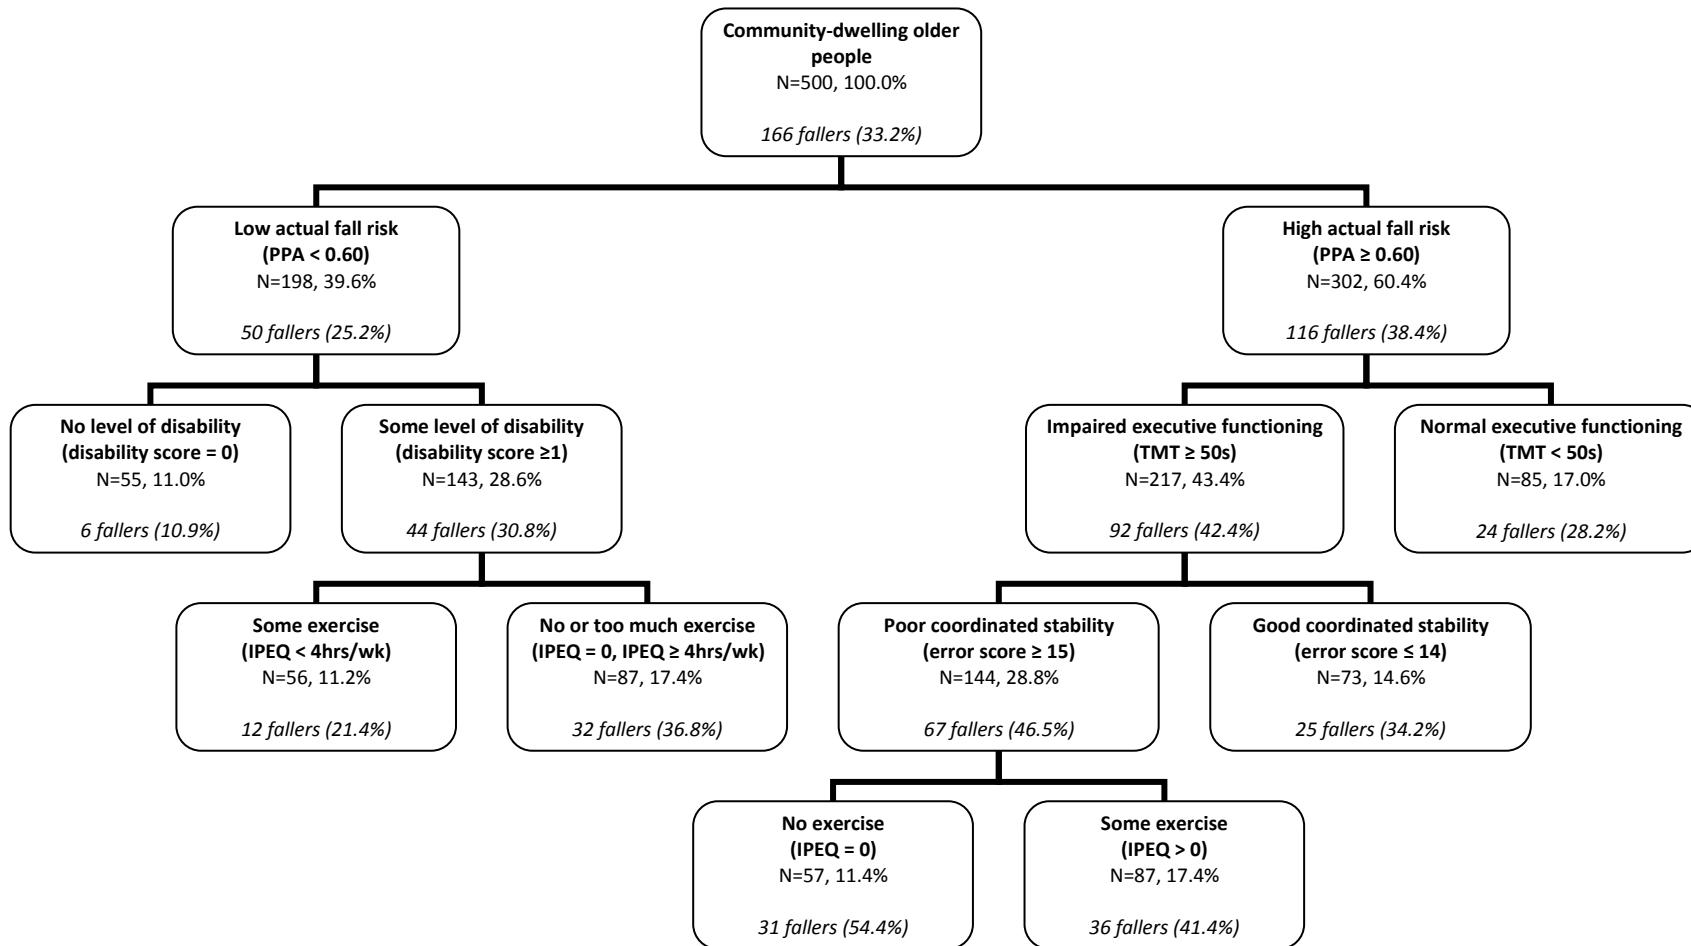 Community-dwelling older
people
N=500, 100.0%
166 fallers (33.2%)
Low actual fall risk
(PPA < 0.60)
N=198, 39.6%
50 fallers (25.2%)
High actual fall risk
(PPA ≥ 0.60)
N=302, 60.4%
116 fallers (38.4%)
No level of disability
(disability score = 0)
N=55, 11.0%
6 fallers (10.9%)
Some level of disability
(disability score ≥1)
N=143, 28.6%
44 fallers (30.8%)
Impaired executive functioning
(TMT ≥ 50s)
N=217, 43.4%
92 fallers (42.4%)
Normal executive functioning
(TMT < 50s)
N=85, 17.0%
24 fallers (28.2%)
Some exercise
(IPEQ < 4hrs/wk)
N=56, 11.2%
12 fallers (21.4%)
No or too much exercise
(IPEQ = 0, IPEQ ≥ 4hrs/wk)
N=87, 17.4%
32 fallers (36.8%)
Poor coordinated stability
(error score ≥ 15)
N=144, 28.8%
67 fallers (46.5%)
Good coordinated stability
(error score ≤ 14)
N=73, 14.6%
25 fallers (34.2%)
No exercise
(IPEQ = 0)
N=57, 11.4%
31 fallers (54.4%)
Some exercise
(IPEQ > 0)
N=87, 17.4%
36 fallers (41.4%)